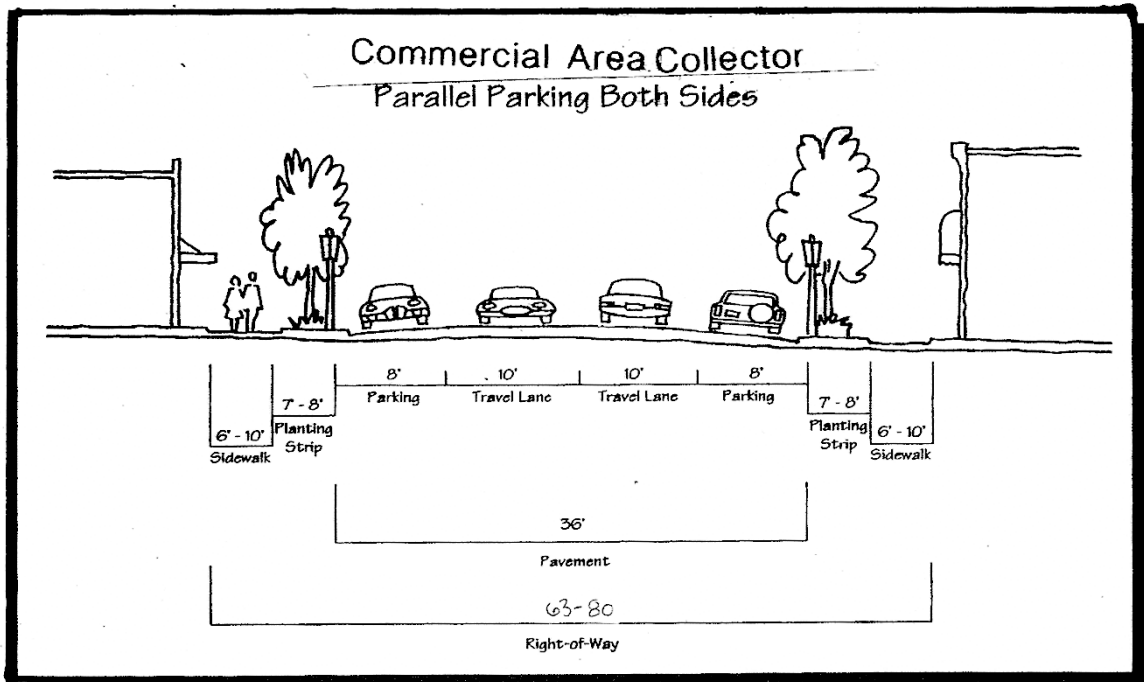 Commercial Area Collector
Parallel Parking Both Sides
8' 10' 10' 8'
Parking Travel Lane Travel Lane Parking
7' - 8' 7' - 8'
Planting Strip Planting Strip
6' - 10' 6' - 10'
Sidewalk Sidewalk
36'
Pavement
63-80
Right-of-Way